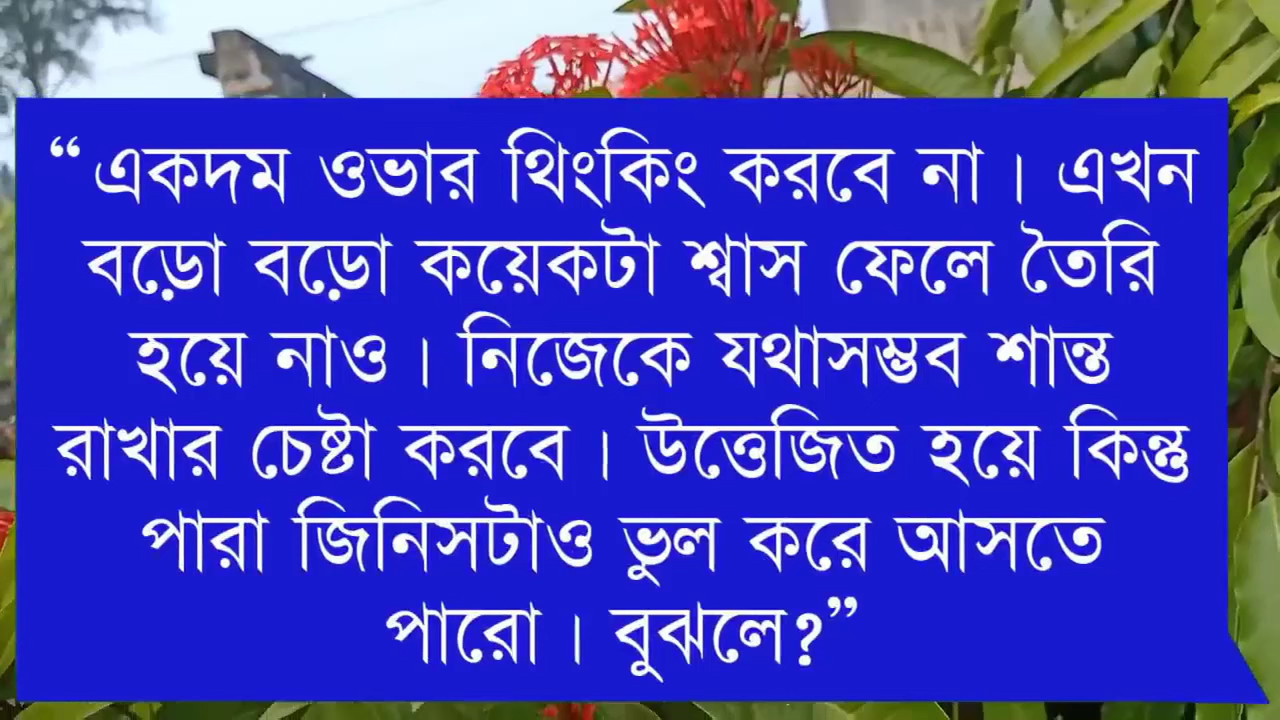 “ একদম ওভার থিংকিং করবে না। এখন
বড়ো বড়ো কয়েকটা শ্বাস ফেলে তৈরি
হয়ে নাও। নিজেকে যথাসম্ভব শান্ত
রাখার চেষ্টা করবে। উত্তেজিত হয়ে কিন্তু
পারা জিনিসটাও ভুল করে আসতে
পারো। বুঝলে?”